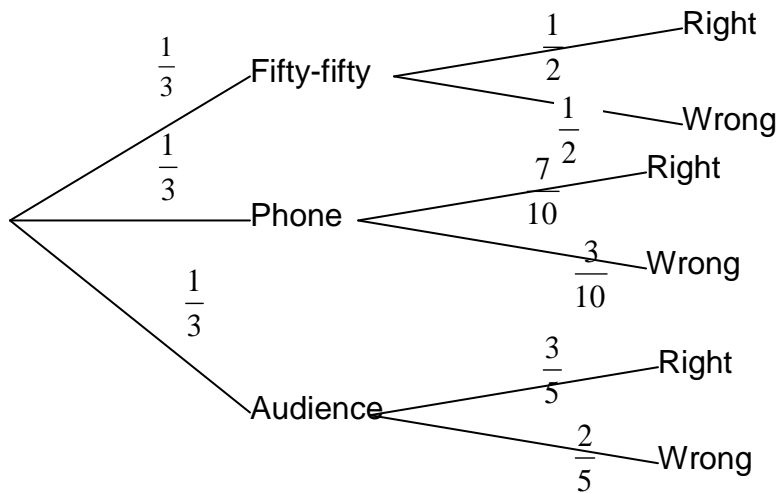 1/3 Fifty-fifty 1/2 Right
1/2 Wrong
1/3 Phone 7/10 Right
3/10 Wrong
1/3 Audience 3/5 Right
2/5 Wrong